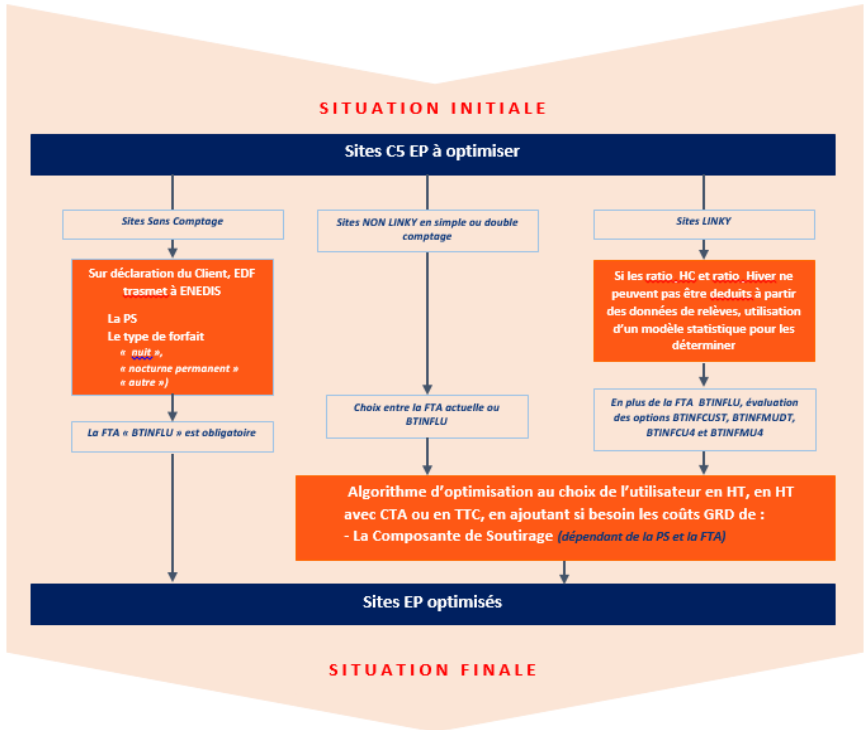 SITUATION INITIALE
Sites C5 EP à optimiser
Sites Sans Comptage
Sur déclaration du Client, EDF
trasmet à ENEDIS
La PS
Le type de forfait
« nuit »,
« nocturne permanent »
« autre »)
La FTA « BTINFLU » est obligatoire
Sites NON LINKY en simple ou double
comptage
Choix entre la FTA actuelle ou
BTINFLU
Sites LINKY
Si les ratio_HC et ratio_Hiver ne
peuvent pas être deduits à partir
des données de relèves, utilisation
d'un modèle statistique pour les
déterminer
En plus de la FTA BTINFLU, évaluation
des options BTINFCUST, BTINFMUDT,
BTINFCU4 et BTINFMU4
Algorithme d'optimisation au choix de l'utilisateur en HT, en HT
avec CTA ou en TTC, en ajoutant si besoin les coûts GRD de :
- La Composante de Soutirage (dépendant de la PS et la FTA)
Sites EP optimisés
SITUATION FINALE